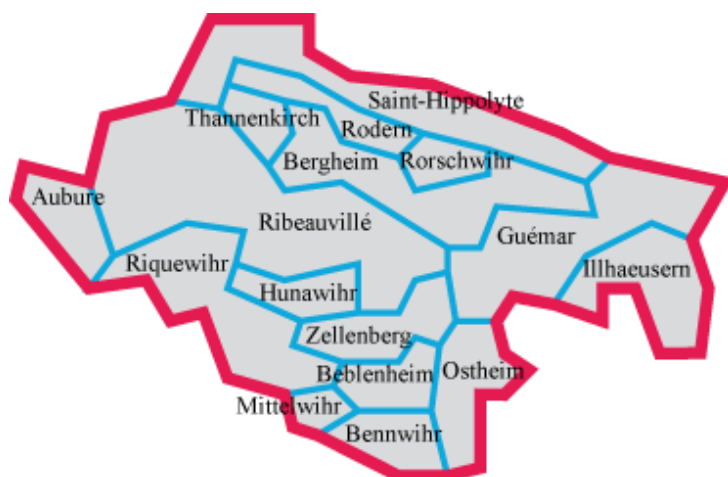 Saint-Hippolyte
Thannenkirch
Rodern
Bergheim
Rorschwihr
Aubure
Ribeauvillé
Guémar
Riquewihr
Illhaeusern
Hunawihr
Zellenberg
Beblenheim
Ostheim
Mittelwihr
Bennwihr